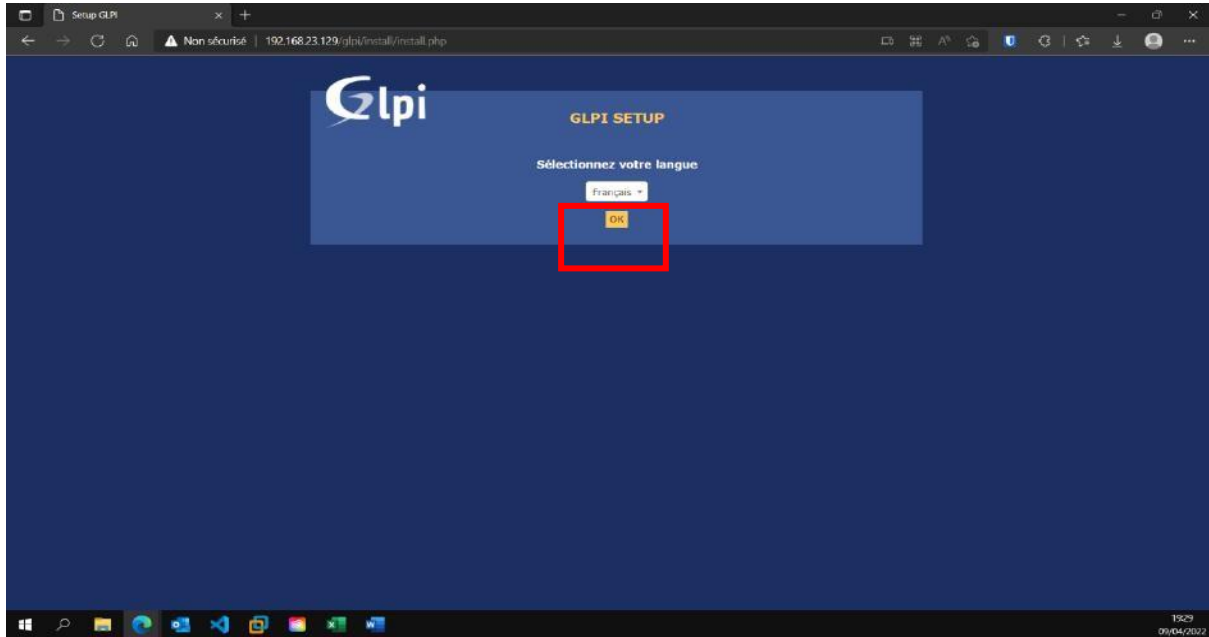 Setup GLPI
Non sécurisé | 192.168.23.129/glpi/install/install.php
Glpi
GLPI SETUP
Sélectionnez votre langue
Français
OK
19:29
09/04/2022